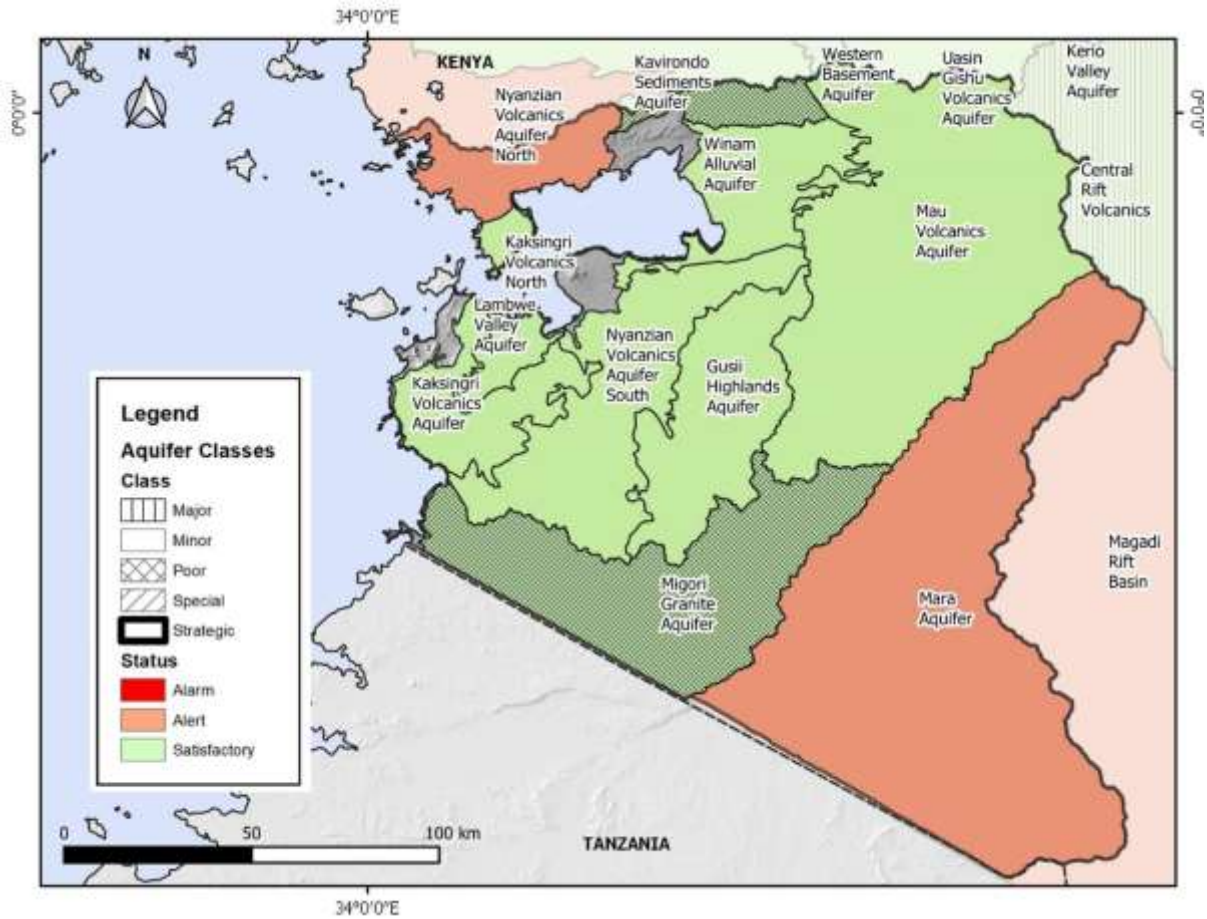 34°0'0"E
N
KENYA
Kavirondo
Sediments
Aquifer
Western
Basement
Aquifer
Uasin
Gishu
Volcanics
Aquifer
Kerio
Valley
Aquifer
0°0'0"
0°0'0"
Nyanzian
Volcanics
Aquifer
North
Winam
Alluvial
Aquifer
Central
Rift
Volcanics
Mau
Volcanics
Aquifer
Kaksingri
Volcanics
North
Lambwe
Valley
Aquifer
Nyanzian
Volcanics
Aquifer
South
Gusii
Highlands
Aquifer
Kaksingri
Volcanics
Aquifer
Legend
Aquifer Classes
Class
Major
Minor
Poor
Special
Strategic
Status
Alarm
Alert
Satisfactory
Migori
Granite
Aquifer
Mara
Aquifer
Magadi
Rift
Basin
0 50 100 km
TANZANIA
34°0'0"E